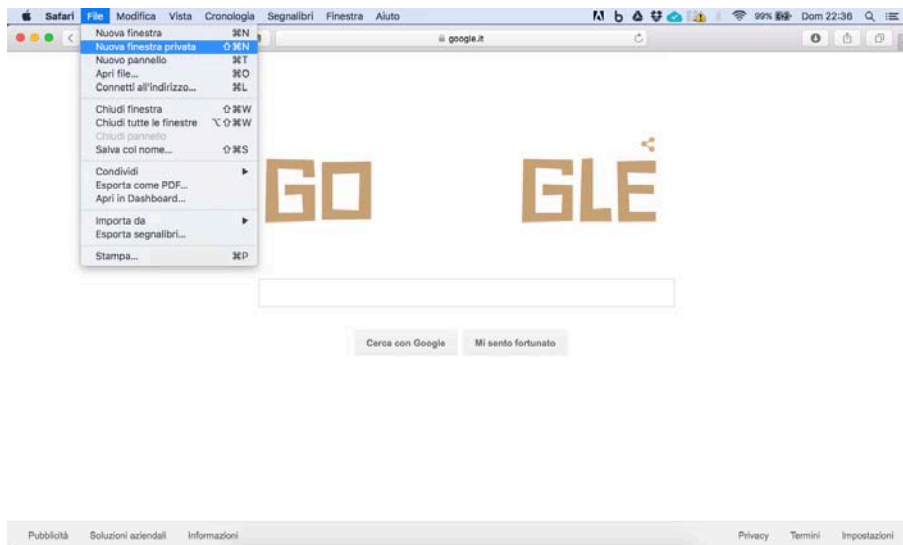 Safari File Modifica Vista Cronologia Segnalibri Finestra Aiuto 99% Dom 22:36
google.it
Nuova finestra ⌘N
Nuova finestra privata ⇧⌘N
Nuovo pannello ⌘T
Apri file... ⌘O
Connetti all'indirizzo... ⌘L
Chiudi finestra ⇧⌘W
Chiudi tutte le finestre ⌥⇧⌘W
Chiudi pannello
Salva col nome... ⇧⌘S
Condividi
Esporta come PDF...
Apri in Dashboard...
Importa da
Esporta segnalibri...
Stampa... ⌘P
GO GLE
Cerca con Google Mi sento fortunato
Pubblicità Soluzioni aziendali Informazioni Privacy Termini Impostazioni